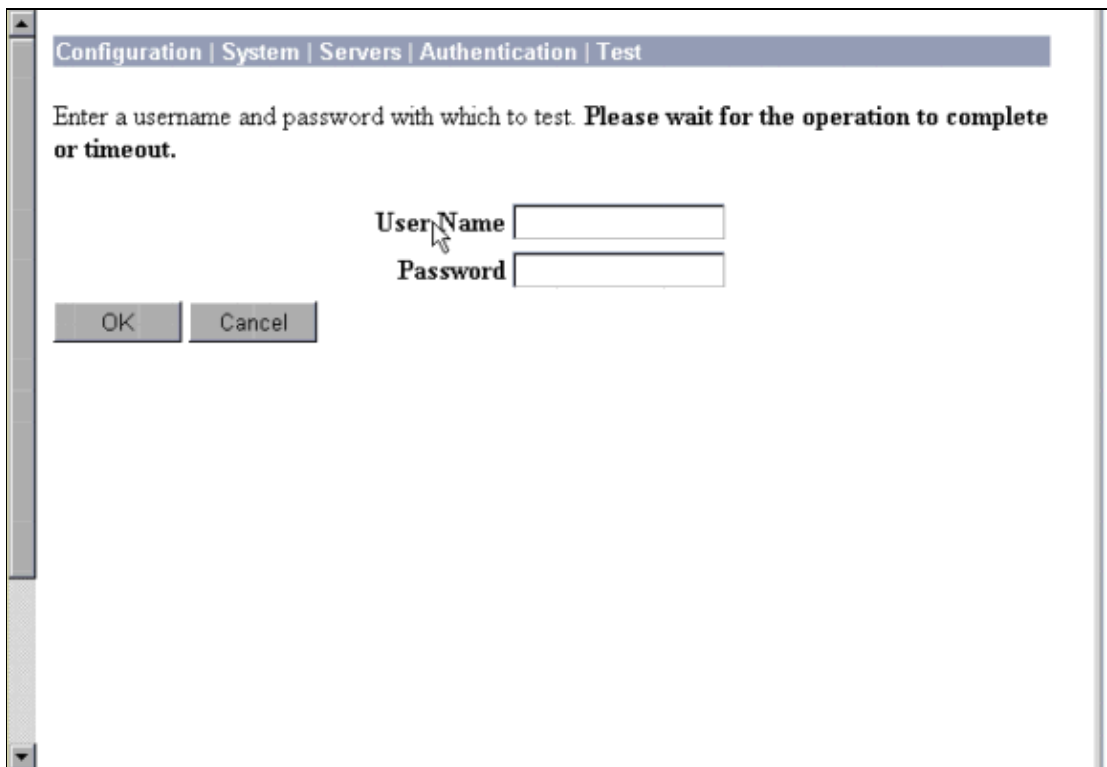 Configuration | System | Servers | Authentication | Test
Enter a username and password with which to test. Please wait for the operation to complete
or timeout.
User Name
Password
OK Cancel